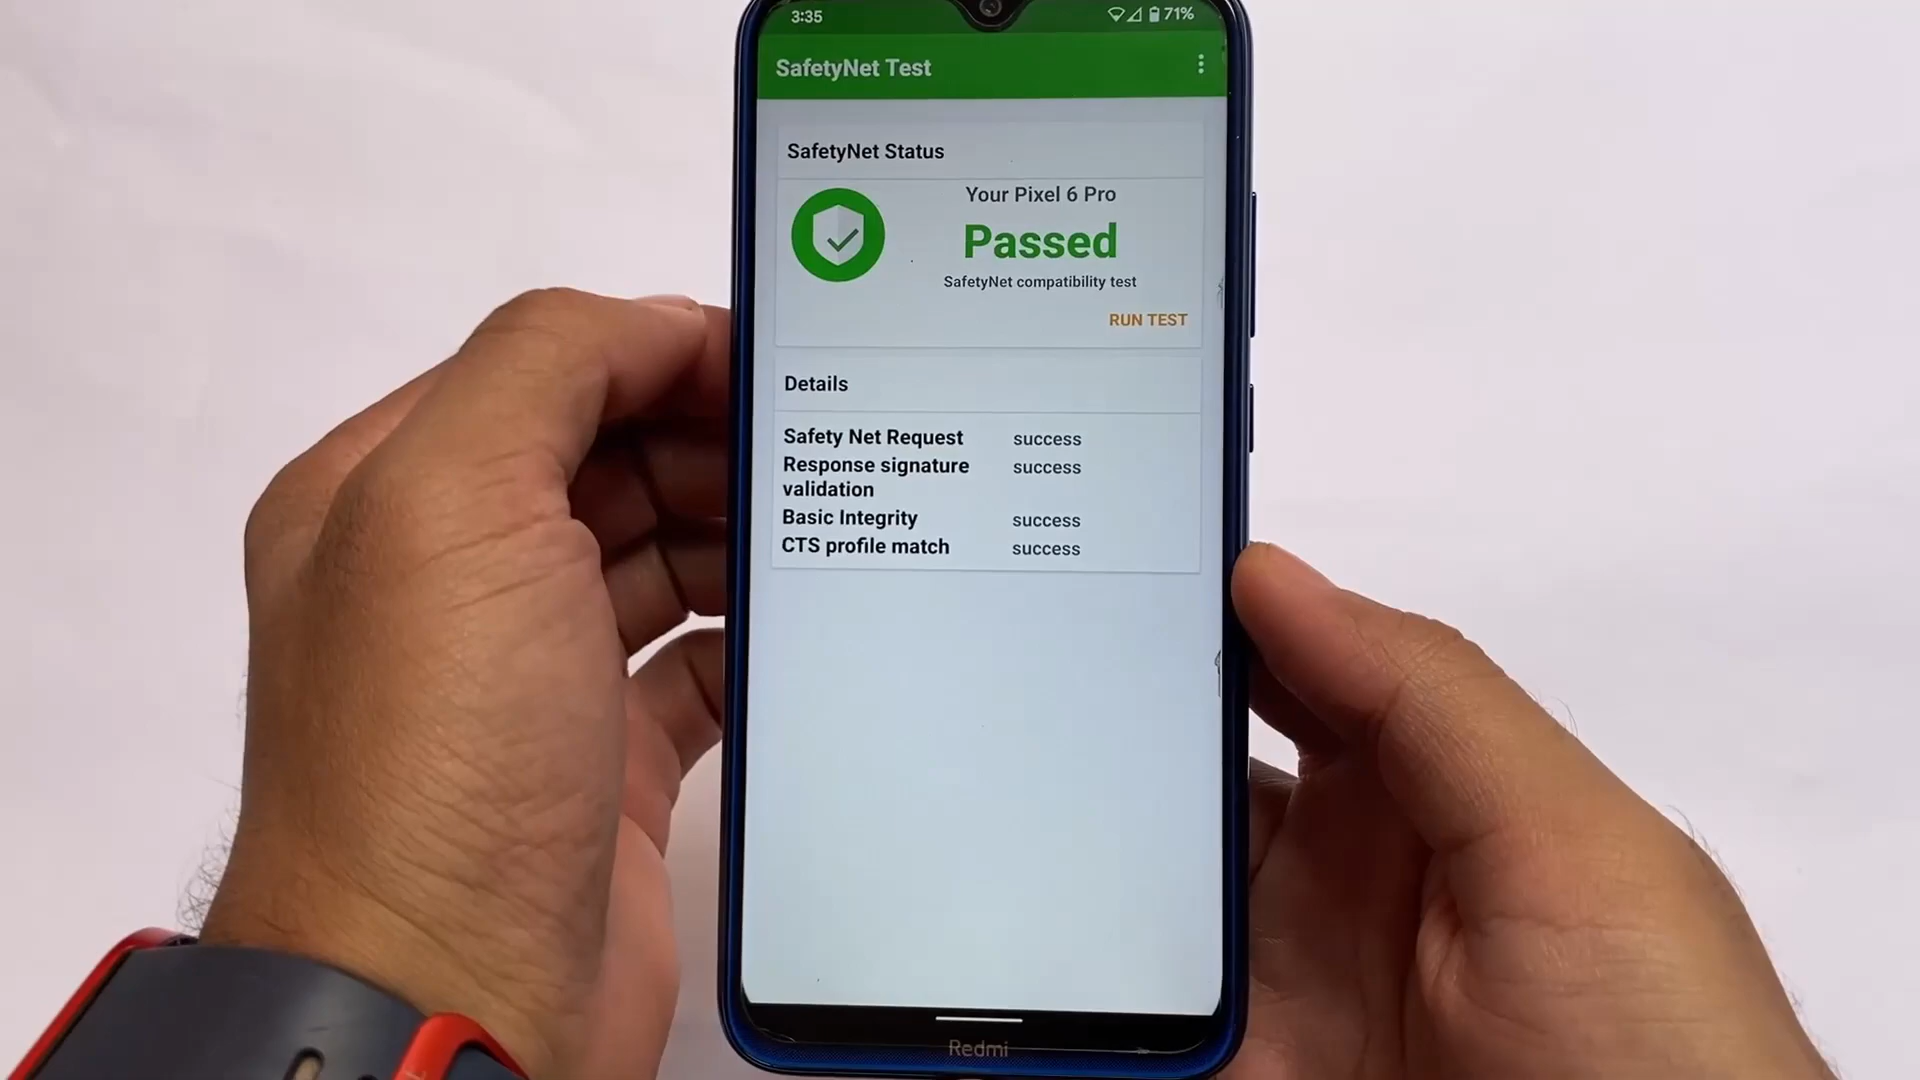 3:35
71%
SafetyNet Test
SafetyNet Status
Your Pixel 6 Pro
Passed
SafetyNet compatibility test
RUN TEST
Details
Safety Net Request success
Response signature success
validation
Basic Integrity success
CTS profile match success
Redmi